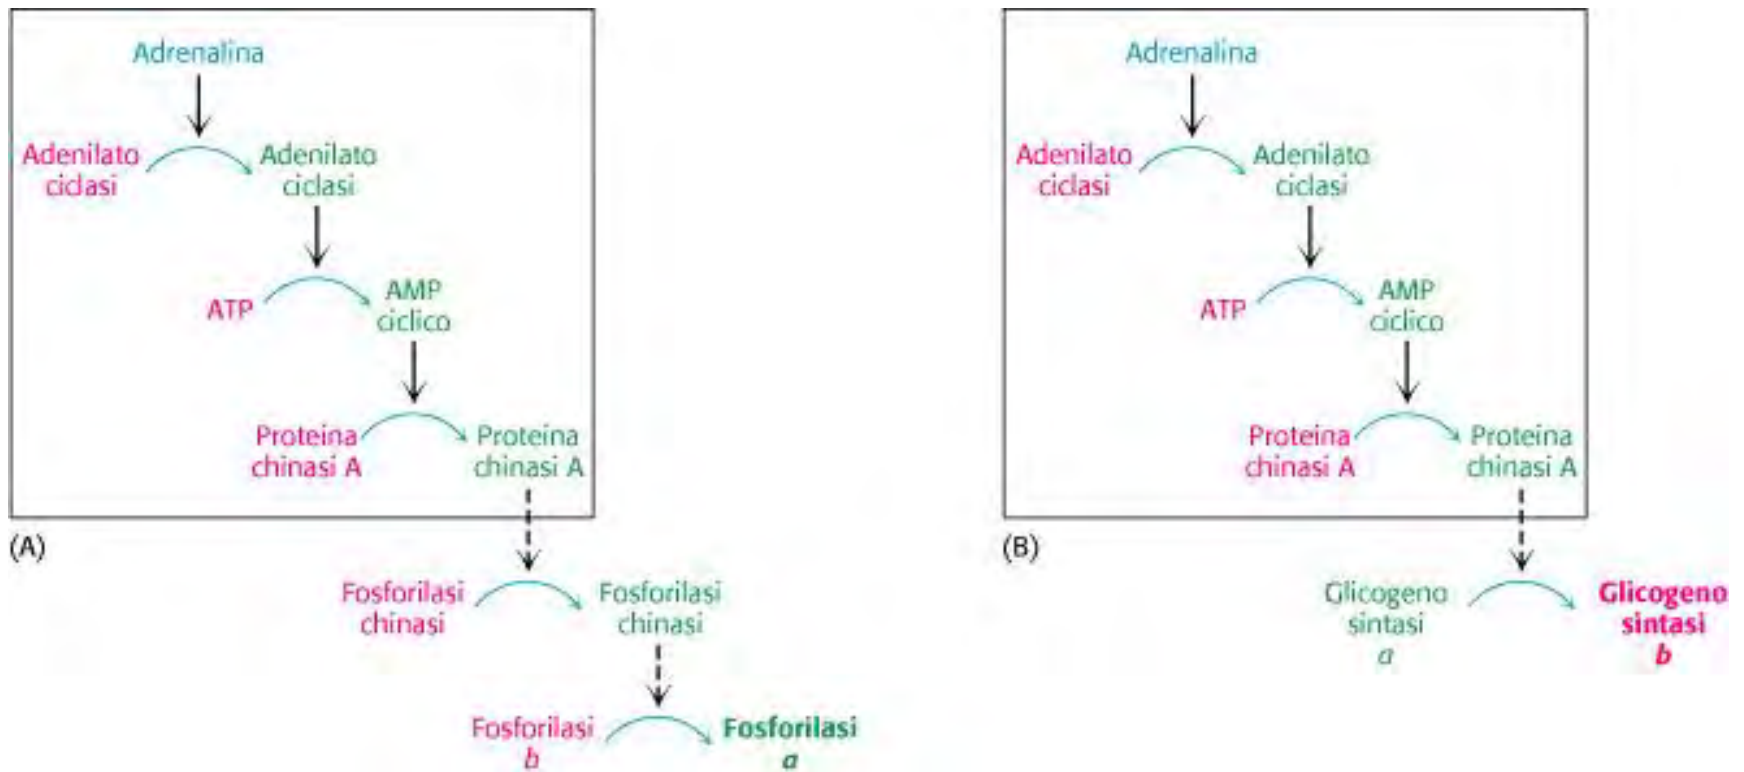 Adrenalina
Adenilato
ciclasi
Adenilato
ciclasi
ATP
AMP
ciclico
Proteina
chinasi A
Proteina
chinasi A
(A)
Fosforilasi
chinasi
Fosforilasi
chinasi
Fosforilasi
b
Fosforilasi
a
Adrenalina
Adenilato
ciclasi
Adenilato
ciclasi
ATP
AMP
ciclico
Proteina
chinasi A
Proteina
chinasi A
(B)
Glicogeno
sintasi
a
Glicogeno
sintasi
b